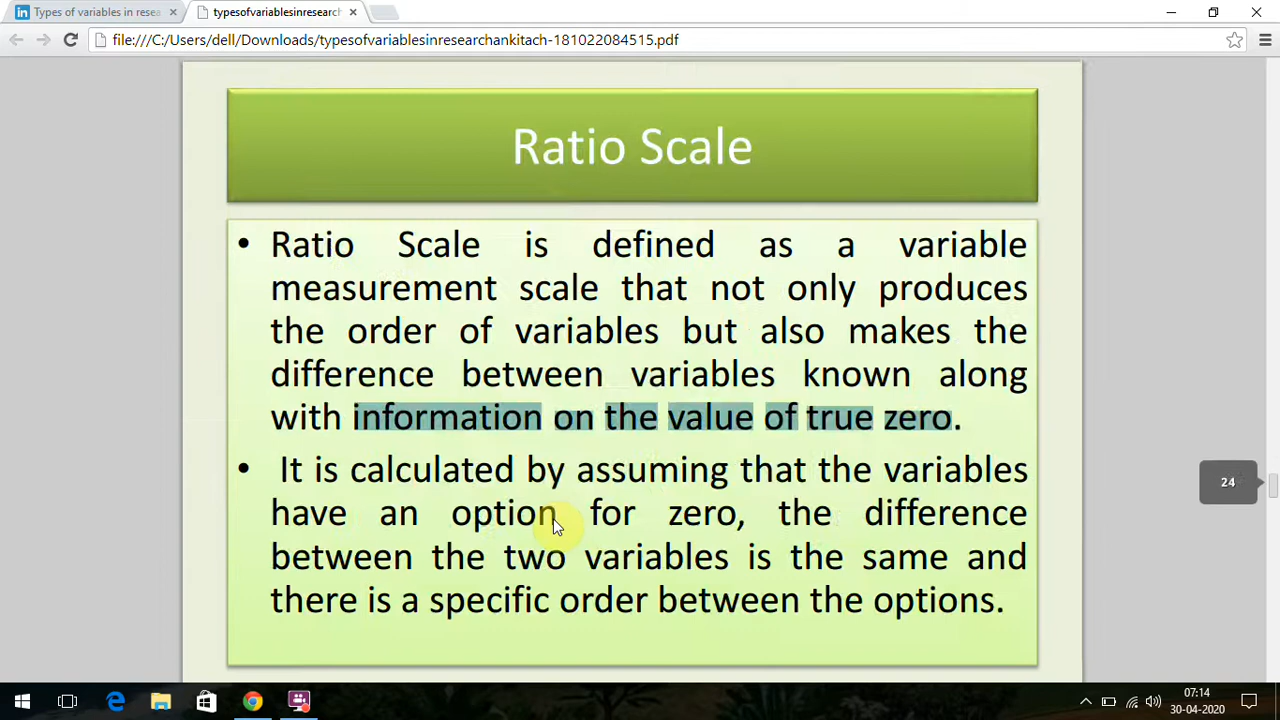 Types of variables in resea
typesofvariablesinresearch
file:///C:/Users/dell/Downloads/typesofvariablesinresearchankitach-181022084515.pdf
Ratio Scale
• Ratio Scale is defined as a variable
measurement scale that not only produces
the order of variables but also makes the
difference between variables known along
with information on the value of true zero.
• It is calculated by assuming that the variables
have an option for zero, the difference
between the two variables is the same and
there is a specific order between the options.
24
07:14
30-04-2020